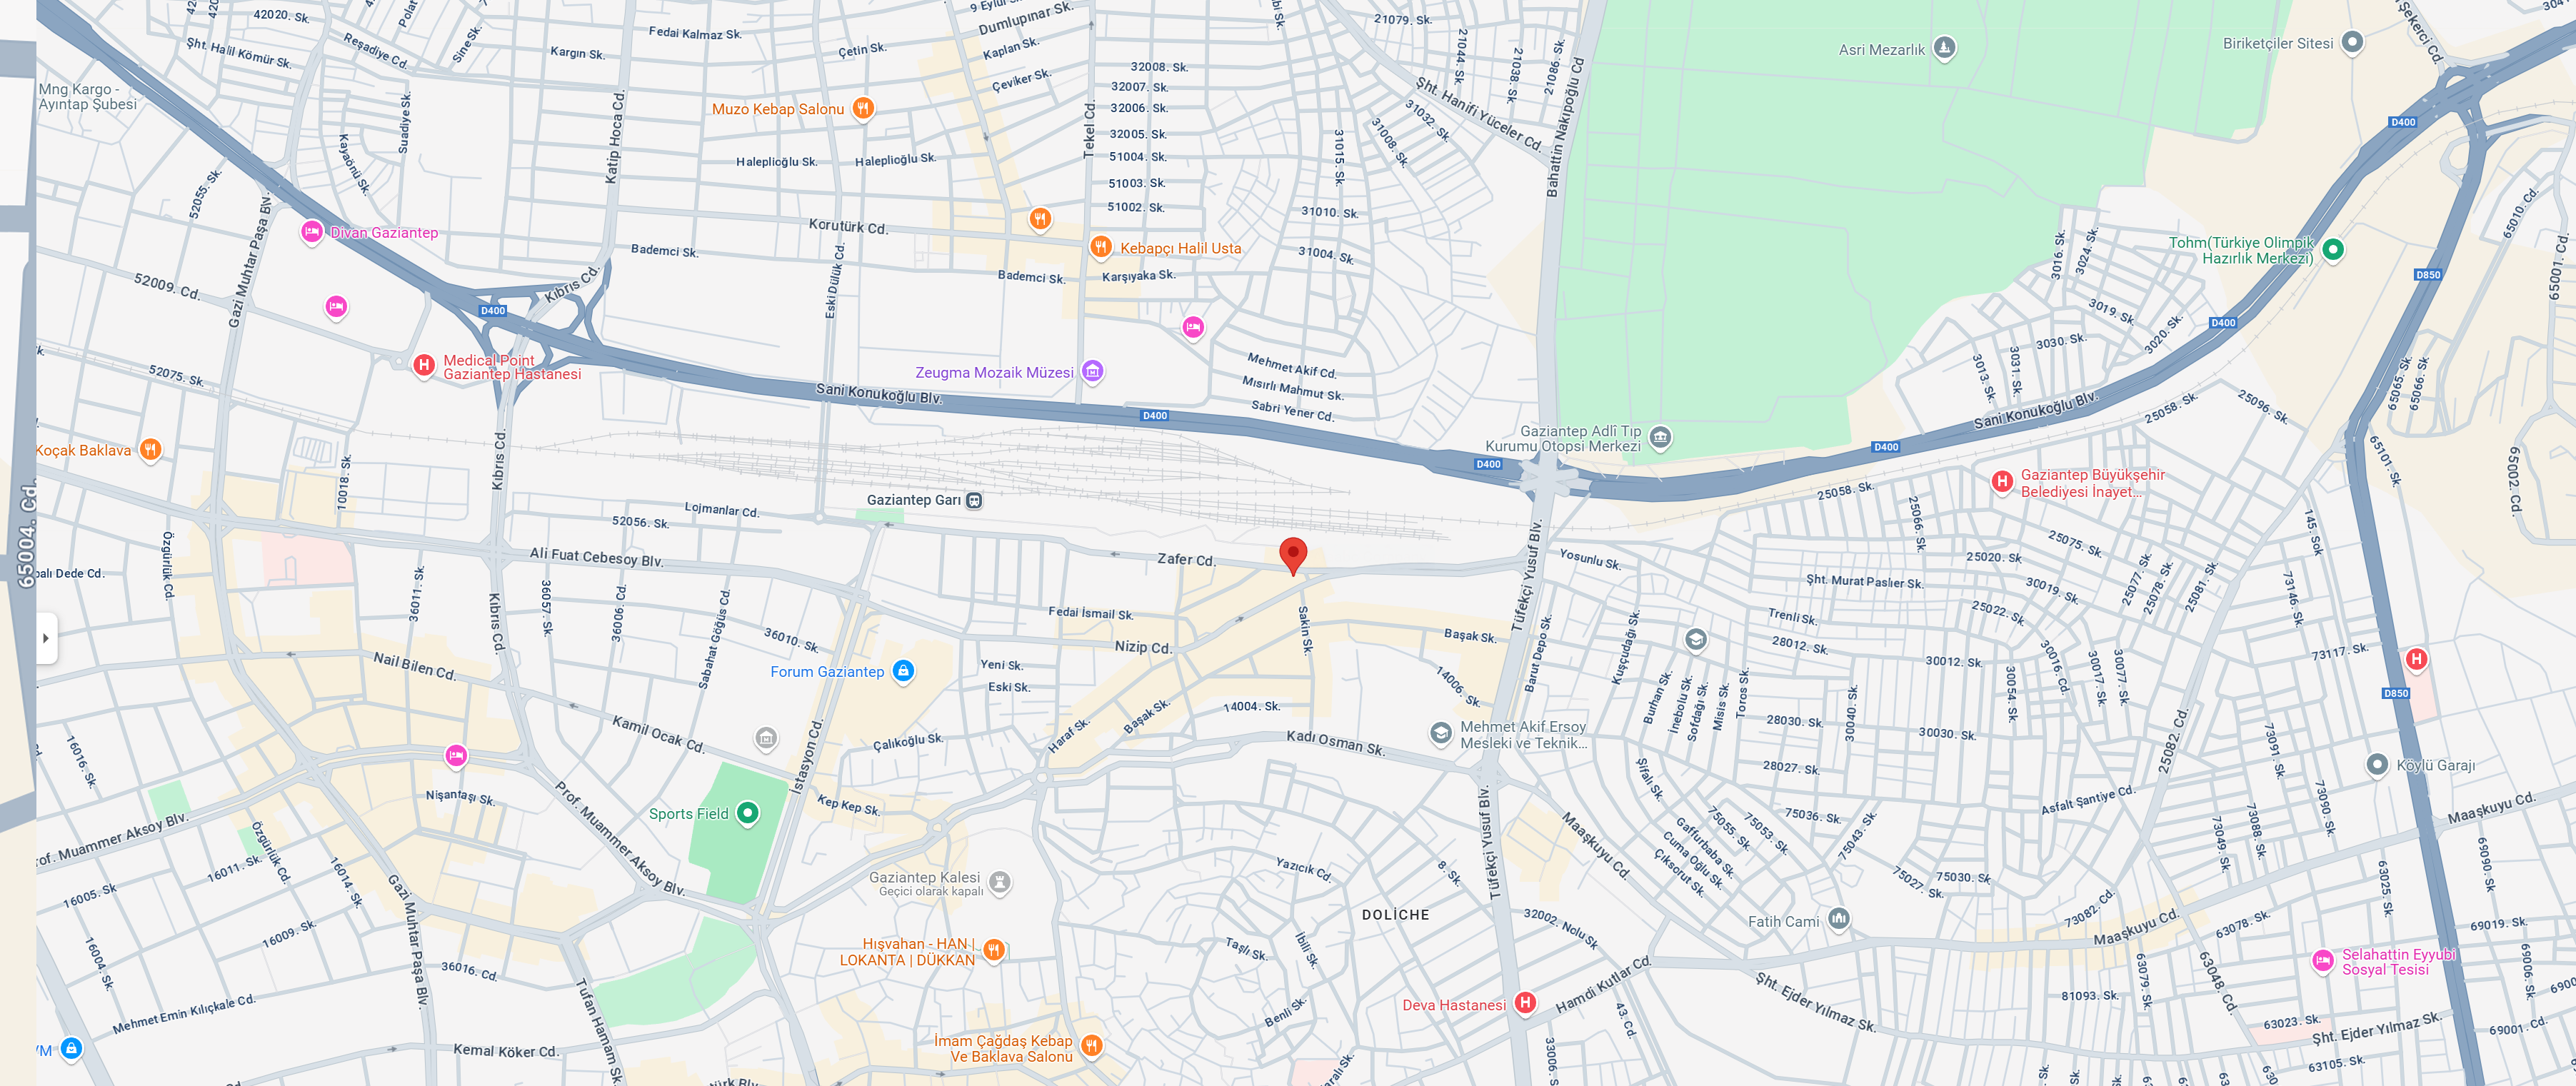 42020. Sk.
Sht. Halil Kömür Sk.
Reşadiye Cd.
Sine Sk.
Kargın Sk.
Fedai Kalmaz Sk.
Çetin Sk.
9 Eylül Sk.
Dumlupınar Sk.
Kaplan Sk.
Çeviker Sk.
32008. Sk.
32007. Sk.
32006. Sk.
32005. Sk.
51004. Sk.
51003. Sk.
51002. Sk.
21079. Sk.
21044. Sk.
21038. Sk.
21086. Sk.
Şht. Hanifi Yüceler Cd.
Bahattin Nakıpoğlu Cd
Asri Mezarlık
Biriketçiler Sitesi
Şekerci Cd.
Mng Kargo -
Ayıntap Şubesi
Suadiye Sk.
Kayaönü Sk.
Katip Hoca Cd.
Muzo Kebap Salonu
Haleplioğlu Sk.
Haleplioğlu Sk.
Tekel Cd.
31015. Sk.
31008. Sk.
31032. Sk.
31010. Sk.
31004. Sk.
D400
52055. Sk.
Gazi Muhtar Paşa Blv.
Divan Gaziantep
Korutürk Cd.
Bademci Sk.
Bademci Sk.
Eski Dülük Cd.
Kebapçı Halil Usta
Karşıyaka Sk.
Tohm(Türkiye Olimpik
Hazırlık Merkezi)
3016. Sk.
3024. Sk.
3019. Sk.
3020. Sk.
3030. Sk.
3031. Sk.
3013. Sk.
65010. Cd.
65001. Cd.
D850
D400
52009. Cd.
Kıbrıs Cd.
D400
Medical Point
Gaziantep Hastanesi
52075. Sk.
Zeugma Mozaik Müzesi
Sani Konukoğlu Blv.
D400
Mehmet Akif Cd.
Mısırlı Mahmut Sk.
Sabri Yener Cd.
Gaziantep Adlî Tıp
Kurumu Otopsi Merkezi
D400
D400
Sani Konukoğlu Blv.
25058. Sk.
25096. Sk.
65065. Sk.
65066. Sk.
65101. Sk.
65002. Cd.
Koçak Baklava
10018. Sk.
Kıbrıs Cd.
Gaziantep Garı
Lojmanlar Cd.
52056. Sk.
Gaziantep Büyükşehir
Belediyesi İnayet...
25058. Sk.
25066. Sk.
25075. Sk.
25020. Sk.
30019. Sk.
25022. Sk.
25077. Sk.
25078. Sk.
25081. Sk.
145. Sok
73146. Sk.
65004. Cd.
palı Dede Cd.
Özgürlük Cd.
Ali Fuat Cebesoy Blv.
Zafer Cd.
Tüfekçi Yusuf Blv.
Yosunlu Sk.
Şht. Murat Paslıer Sk.
Trenli Sk.
36011. Sk.
Kıbrıs Cd.
36057. Sk.
36006. Cd.
Sabahat Göğüş Cd.
36010. Sk.
Fedai İsmail Sk.
Nizip Cd.
Sakin Sk.
Başak Sk.
14006. Sk.
Barut Depo Sk.
Kuşçudağı Sk.
28012. Sk.
30012. Sk.
30016. Cd.
30017. Sk.
30077. Sk.
30054. Sk.
73117. Sk.
D850
Nail Bilen Cd.
Forum Gaziantep
Yeni Sk.
Eski Sk.
Haraf Sk.
Başak Sk.
14004. Sk.
Kadı Osman Sk.
Mehmet Akif Ersoy
Mesleki ve Teknik...
Burhan Sk.
İnebolu Sk.
Sofdağı Sk.
Misis Sk.
Toros Sk.
28030. Sk.
28027. Sk.
30040. Sk.
30030. Sk.
25082. Cd.
73091. Sk.
73090. Sk.
Köylü Garajı
Kamil Ocak Cd.
İstasyon Cd.
Çalıkoğlu Sk.
16016. Sk.
Nişantaşı Sk.
Prof. Muammer Aksoy Blv.
Sports Field
Kep Kep Sk.
Prof. Muammer Aksoy Blv.
Özgürlük Cd.
16011. Sk.
16014. Sk.
16005. Sk.
16009. Sk.
16004. Sk.
Gazi Muhtar Paşa Blv.
Gaziantep Kalesi
Geçici olarak kapalı
Yazıcık Cd.
8. Sk.
DOLİCHE
Tüfekçi Yusuf Blv.
Maaşkuyu Cd.
Şifalı Sk.
Gaffurbaba Sk.
Cuma Oğlu Sk.
Çıksorut Sk.
75055. Sk.
75053. Sk.
75036. Sk.
75043. Sk.
75027. Sk.
75030. Sk.
Asfalt Şantiye Cd.
73049. Sk.
73088. Sk.
Maaşkuyu Cd.
63025. Sk.
69090. Sk.
Fatih Cami
73082. Cd.
Maaşkuyu Cd.
63078. Sk.
69019. Sk.
69006. Sk.
Hışvahan - HAN |
LOKANTA | DÜKKAN
Taşlı Sk.
İbili Sk.
Benli Sk.
32002. Nolu Sk
Deva Hastanesi
Hamdi Kutlar Cd.
43. Cd.
33006. S
Şht. Ejder Yılmaz Sk.
63079. Sk.
63048. Cd.
81093. Sk.
Selahattin Eyyubi
Sosyal Tesisi
63023. Sk.
Şht. Ejder Yılmaz Sk.
63105. Sk.
69001. Cd.
36016. Cd.
Mehmet Emin Kılıçkale Cd.
Kemal Köker Cd.
Tufan Hamam Sk.
İmam Çağdaş Kebap
Ve Baklava Salonu